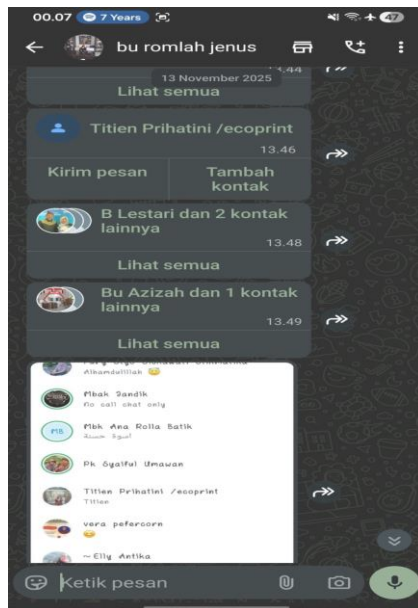 00.07
7 Years
47
bu romlah jenus
13 November 2025
Lihat semua
Titien Prihatini /ecoprint
13.46
Kirim pesan
Tambah
kontak
B Lestari dan 2 kontak
lainnya
13.48
Lihat semua
Bu Azizah dan 1 kontak
lainnya
13.49
Lihat semua
Alhamdulillah
Mbak Sandik
No call chat only
MB
Mbk Ana Rolla Batik
Pk Syaiful Umawan
Titien Prihatini /ecoprint
Titien
vera pefercorn
~Elly Antika
Ketik pesan